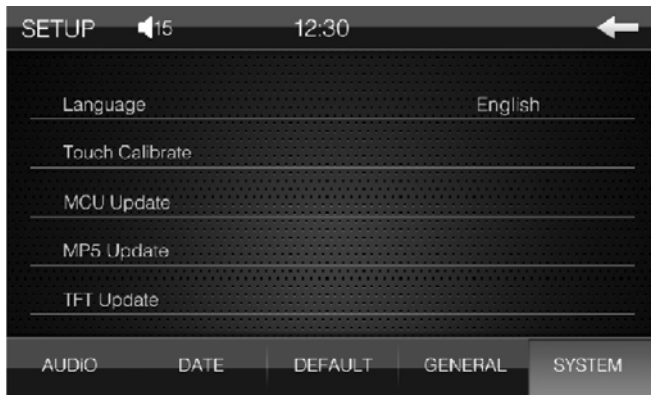 SETUP 15 12:30
Language English
Touch Calibrate
MCU Update
MP5 Update
TFT Update
AUDIO DATE DEFAULT GENERAL SYSTEM